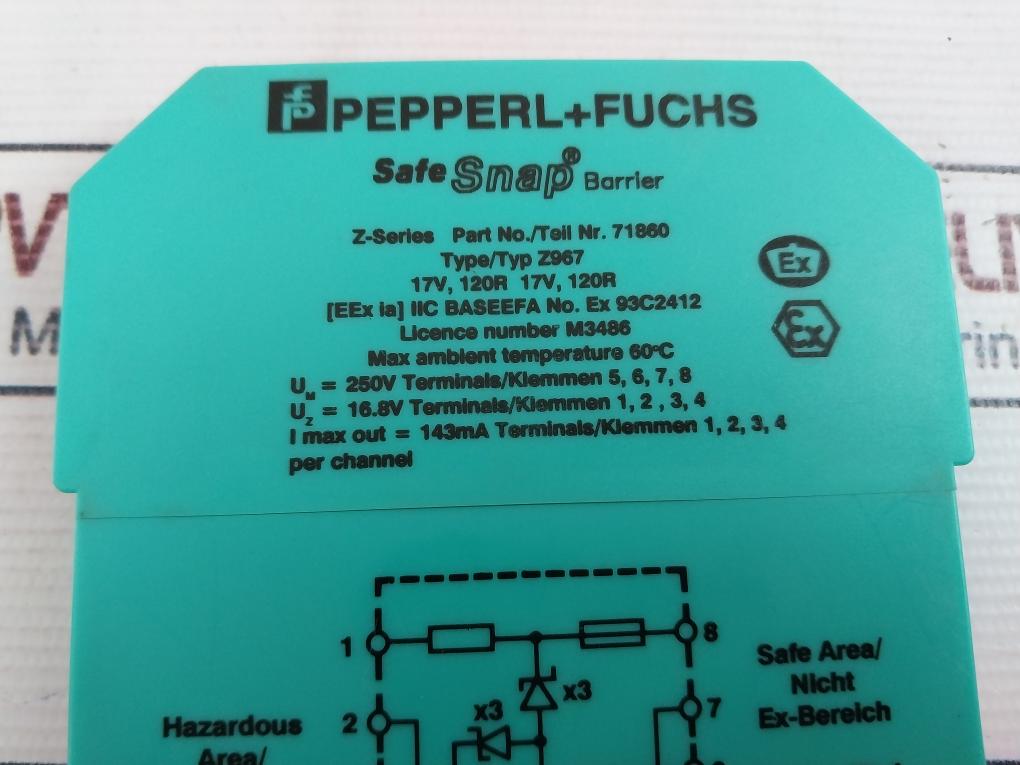 PEPPERL+FUCHS
Safe Snap® Barrier
Z-Series Part No./Teil Nr. 71860
Type/Typ Z967
17V, 120R 17V, 120R
[EEx ia] IIC BASEEFA No. Ex 93C2412
Licence number M3486
Max ambient temperature 60°C
UM = 250V Terminals/Klemmen 5, 6, 7, 8
UZ = 16.8V Terminals/Klemmen 1, 2 , 3, 4
I max out = 143mA Terminals/Klemmen 1, 2, 3, 4
per channel
Ex
Ex
1
8
x3
Safe Area/
Nicht
Ex-Bereich
x3
2
7
Hazardous
Area/